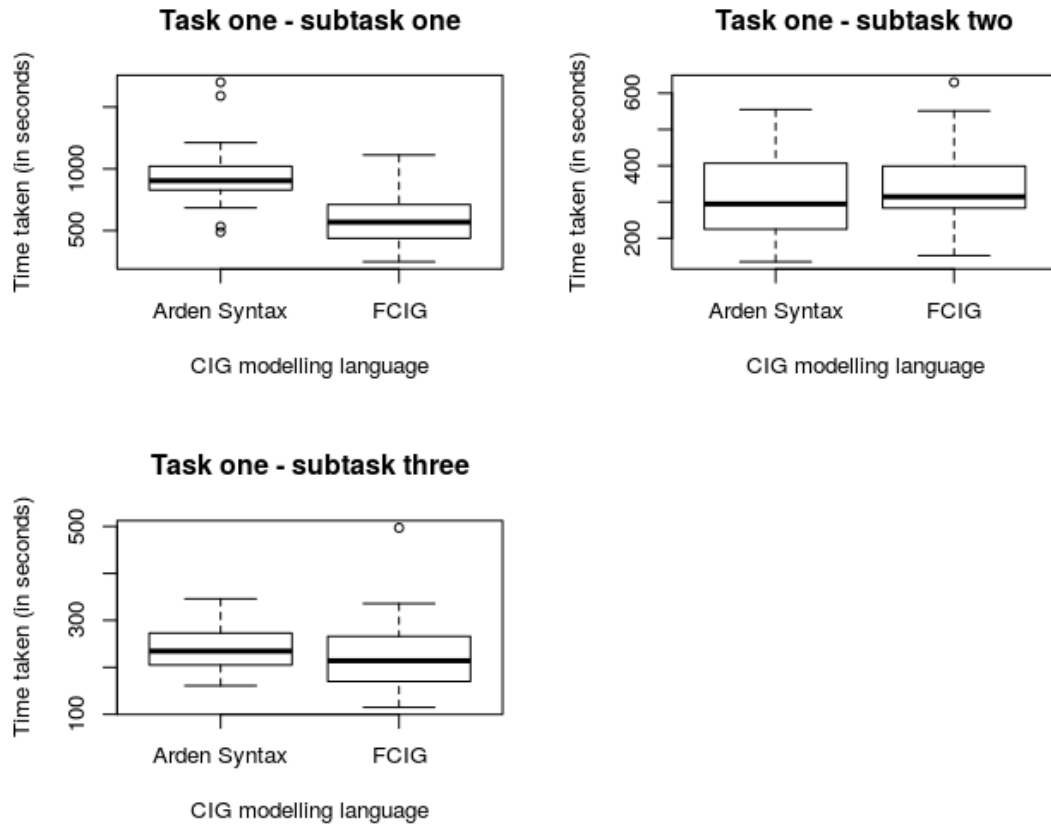 Task one - subtask one
Time taken (in seconds)
1000
500
Arden Syntax
FCIG
CIG modelling language
Task one - subtask two
Time taken (in seconds)
600
400
200
Arden Syntax
FCIG
CIG modelling language
Task one - subtask three
Time taken (in seconds)
500
300
100
Arden Syntax
FCIG
CIG modelling language